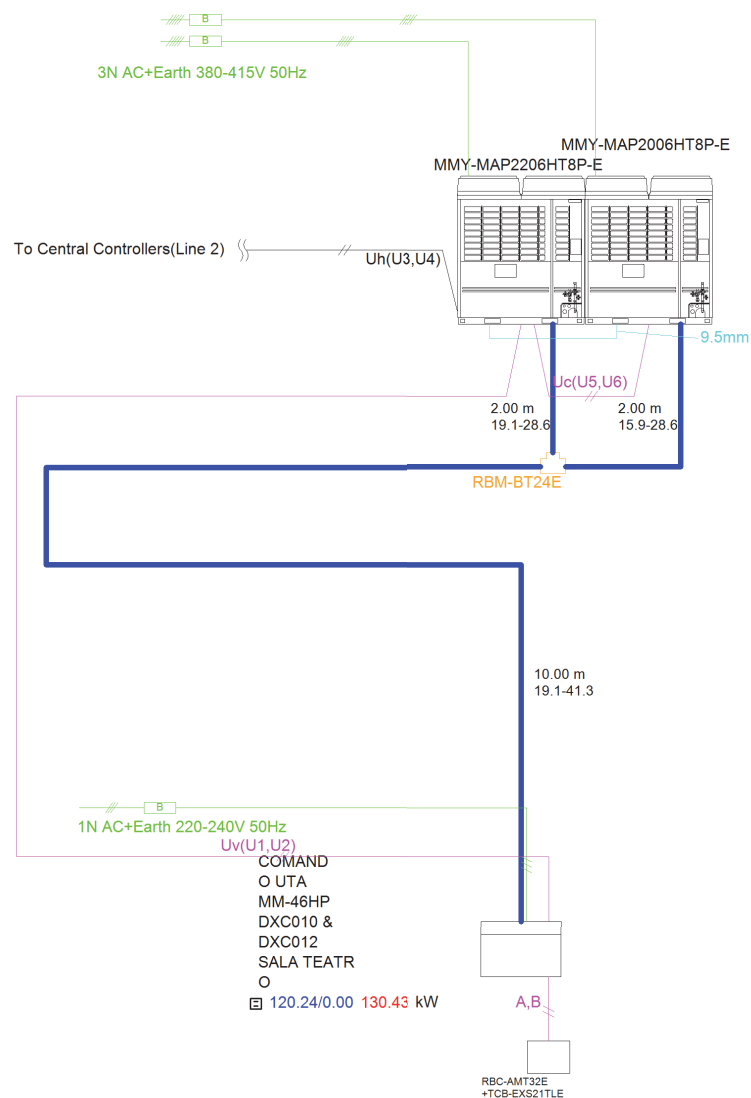 B
B
3N AC+Earth 380-415V 50Hz
MMY-MAP2006HT8P-E
MMY-MAP2206HT8P-E
To Central Controllers(Line 2)
Uh(U3,U4)
9.5mm
Uc(U5,U6)
2.00 m
19.1-28.6
2.00 m
15.9-28.6
RBM-BT24E
10.00 m
19.1-41.3
B
1N AC+Earth 220-240V 50Hz
Uv(U1,U2)
COMAND
O UTA
MM-46HP
DXC010 &
DXC012
SALA TEATR
O
120.24/0.00 130.43 kW
A,B
RBC-AMT32E
+TCB-EXS21TLE